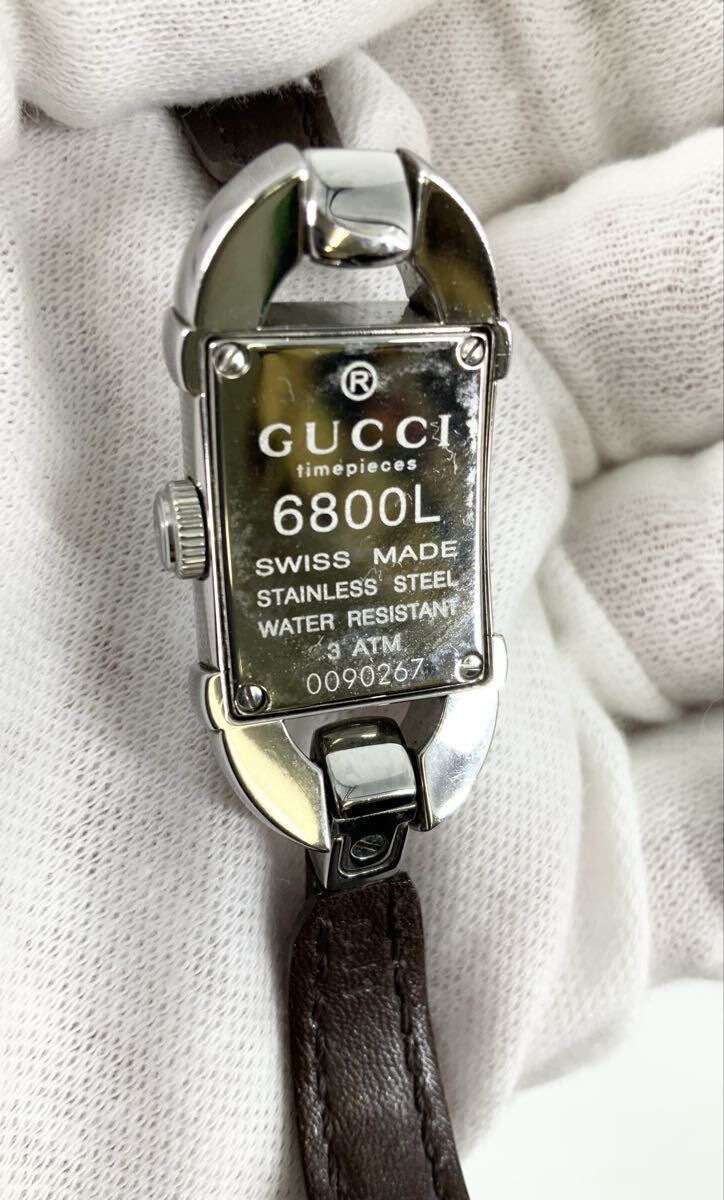 ®
GUCCI
timepieces
6800L
SWISS MADE
STAINLESS STEEL
WATER RESISTANT
3 ATM
0090267